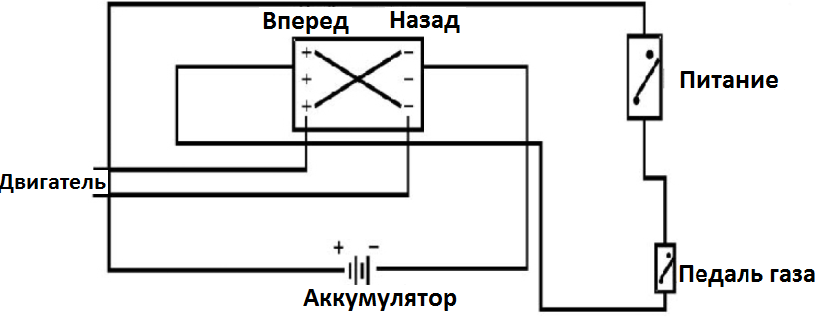 Вперед Назад
+ −
+ −
+ −
Питание
Двигатель
+ −
Аккумулятор
Педаль газа